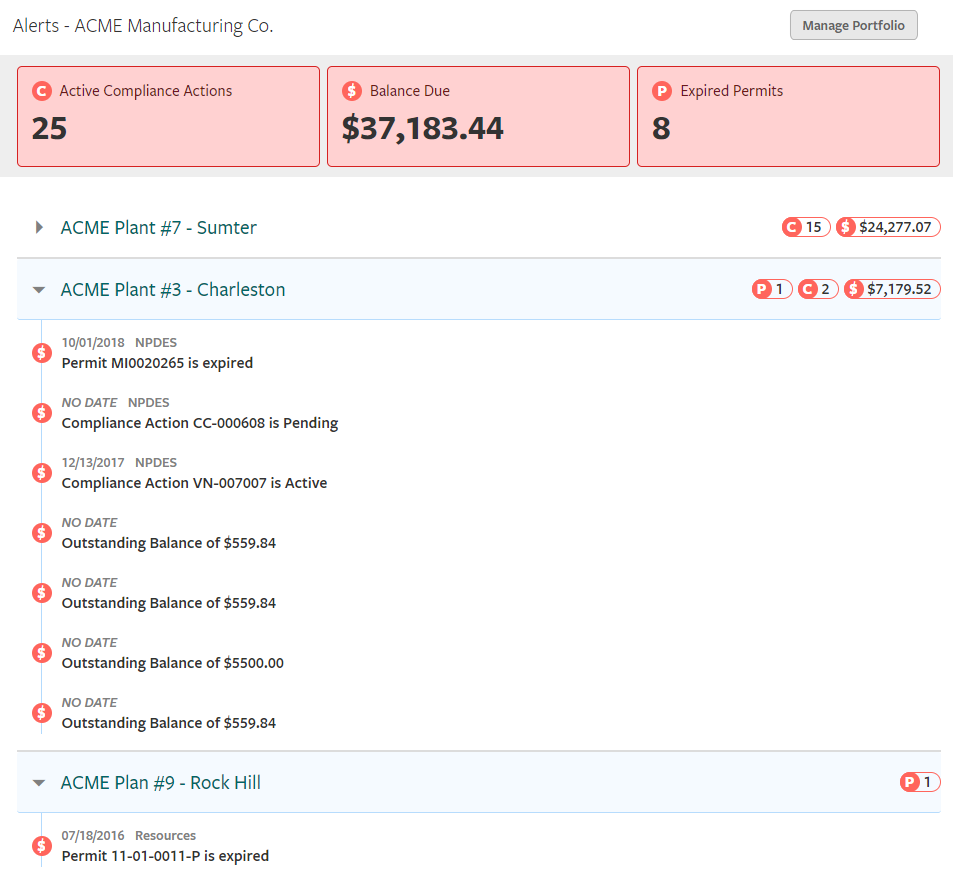 Alerts - ACME Manufacturing Co.
Manage Portfolio
C Active Compliance Actions
25
$ Balance Due
$37,183.44
P Expired Permits
8
ACME Plant #7 - Sumter C 15 $ $24,277.07
ACME Plant #3 - Charleston P 1 C 2 $ $7,179.52
10/01/2018 NPDES
$ Permit MI0020265 is expired
NO DATE NPDES
$ Compliance Action CC-000608 is Pending
12/13/2017 NPDES
$ Compliance Action VN-007007 is Active
NO DATE
$ Outstanding Balance of $559.84
NO DATE
$ Outstanding Balance of $559.84
NO DATE
$ Outstanding Balance of $5500.00
NO DATE
$ Outstanding Balance of $559.84
ACME Plan #9 - Rock Hill P 1
07/18/2016 Resources
$ Permit 11-01-0011-P is expired